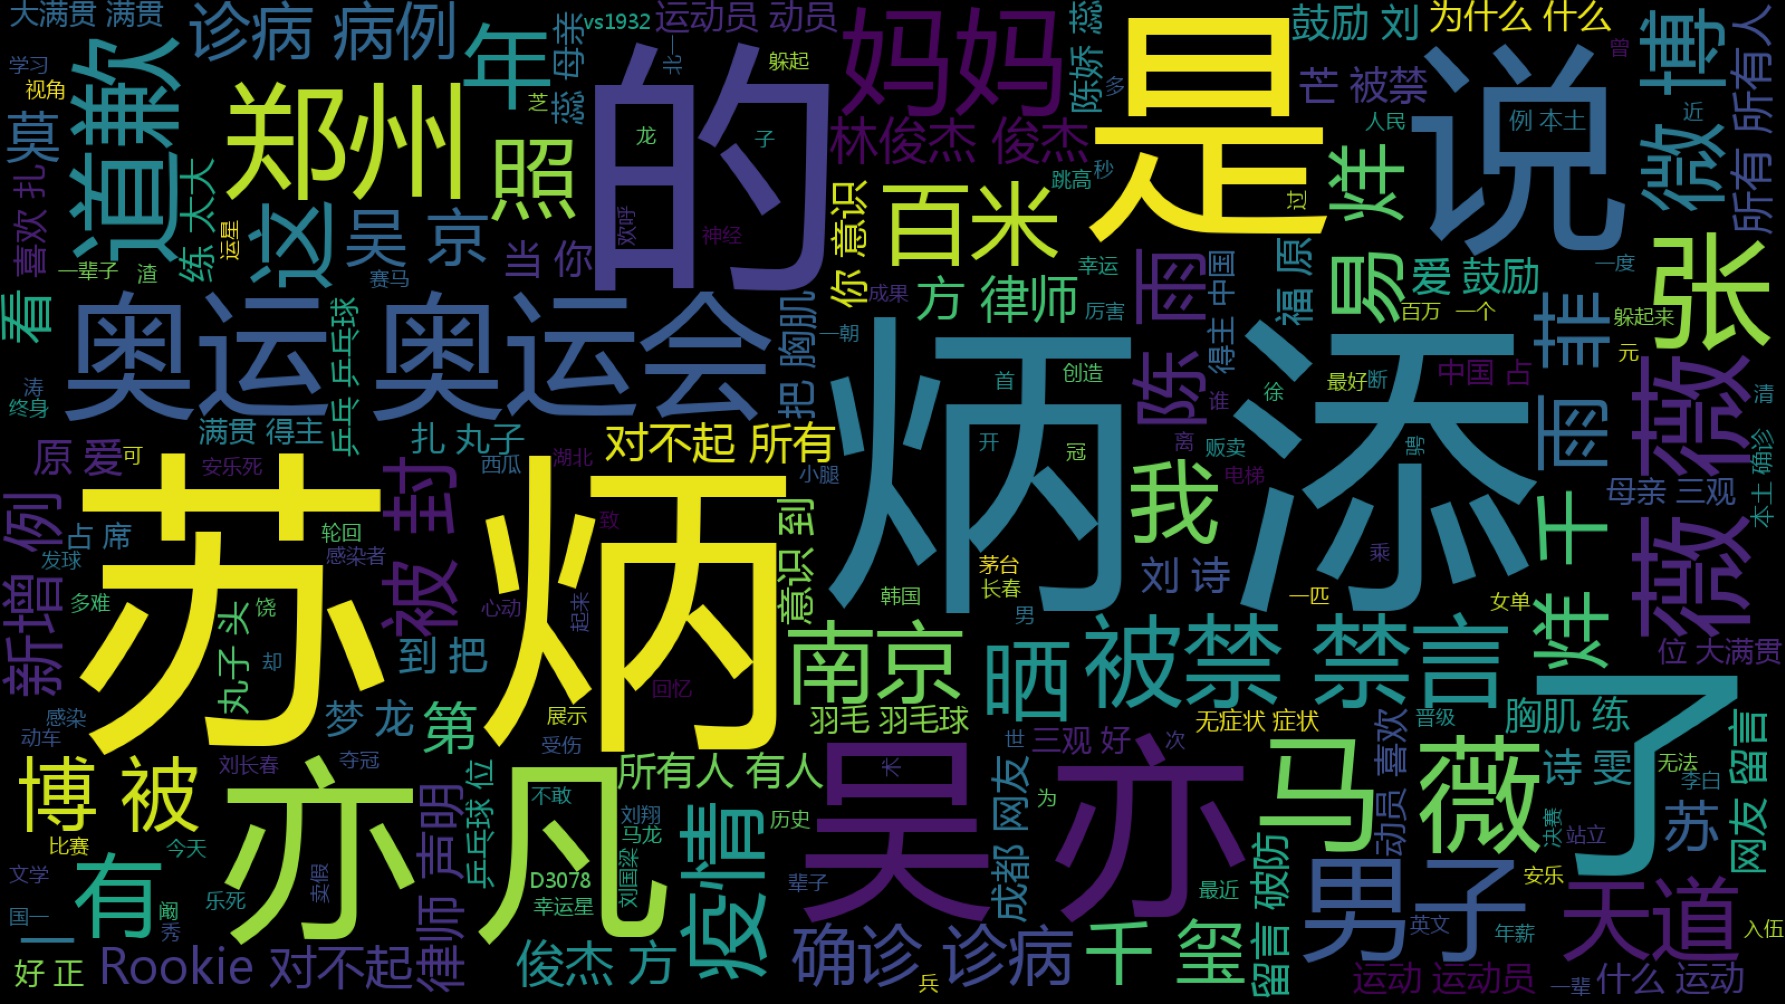 大满贯 满贯
诊病 病例
年
母亲
慫
vs1932
运动员 动员
北一
躲起
妈妈
陈娇 慫
多
是
鼓励 刘
为什么 什么
曾
说
博
所有 所有人
学习
视角
莫
道歉
郑州
照
芝
的
龙
子
林俊杰 俊杰
跳高
秒
芒 被禁
人民
例 本土
近
微
喜欢 扎
太大
练
运星
这
吴 京
当 你
欢呼
神经
你 意识
百米
过
烊
一辈子
渣
赛马
成果
方 律师
幸运
厉害
雨
中国
得主
福 原
易
爱 鼓励
百万
一个
一度
张
看
奥运 奥运会
乒乓 乒乓球
把 胸肌
一朝
炳添
首
创造
陈
谁
徐
最好
断
中国 占
菲
躲起来
元
薇薇
清
涛
终身
满贯 得主
扎 丸子
对不起 所有
小腿
开
冠
离
贩卖
电梯
骋
雨
母亲 三观
本土 确诊
原 爱
可
安乐死
西瓜
湖北
苏炳
致
我
新增 例
占 席
发球
轮回
感染者
被 封
意识 到
茅台
长春
刘 诗
乘
千
多难
丸子 头
饶
却
心动
起来
韩国
男
一匹
女单
烊
到 把
回忆
南京
晒
被禁 禁言
位 大满贯
感染
动车
梦 龙
第
展示
受伤
羽毛 羽毛球
世
三观 好
次
无症状 症状
晋级
胸肌 练
了
博 被
刘长春
夺冠
乒乓球 位
所有人 有人
吴亦
长
为
马薇
动员 喜欢
诗 雯
无法
李白
网友 留言
比赛
今天
亦凡
声明
律师
不敢
刘翔
马龙
刘国梁
疫情
历史
成都 网友
留言 破防
决赛
站立
苏
文学
有
阚
秀
乐死
卖假
D3078
幸运星
辈子
最近
男子
安乐
天道
国一
一
好 正
Rookie 对不起
俊杰 方
确诊 诊病
兵
千 玺
英文
年薪
入伍
运动 运动员
一辈
什么 运动